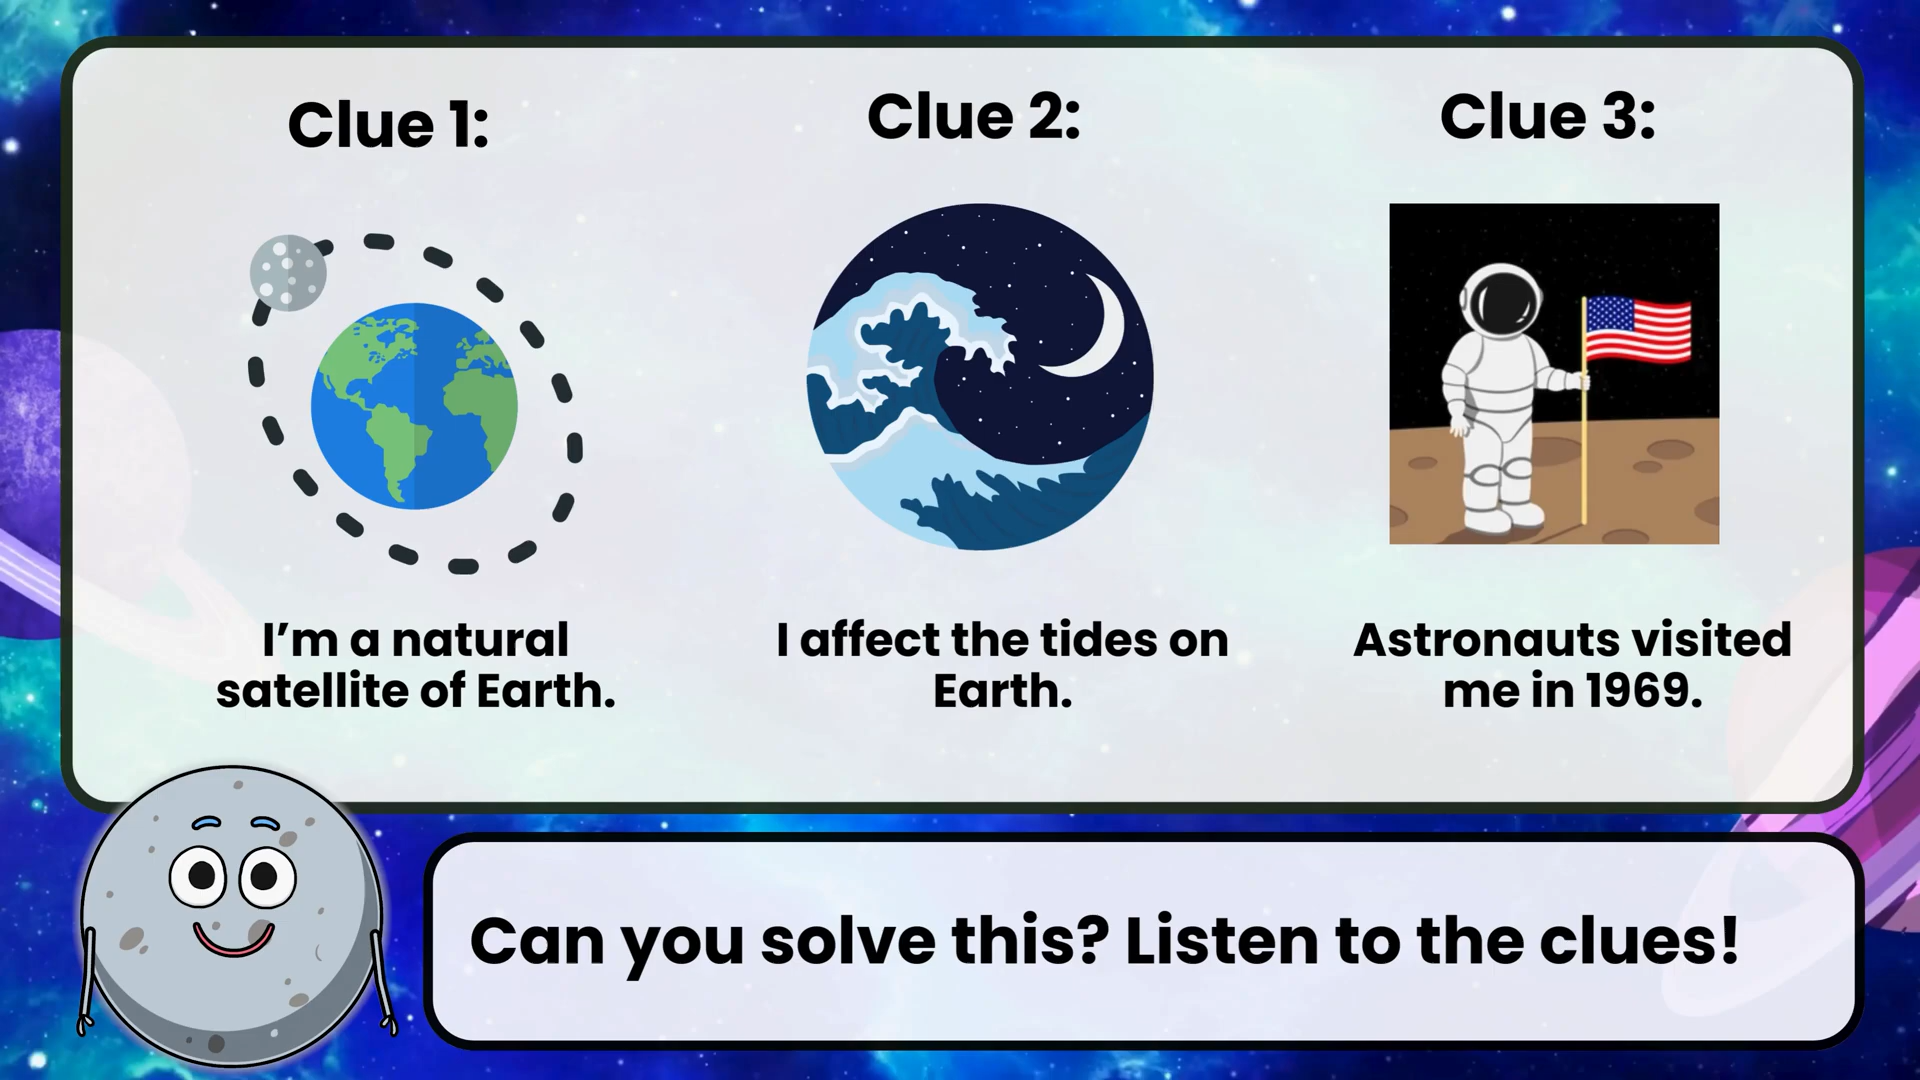 Clue 1:
I’m a natural
satellite of Earth.
Clue 2:
I affect the tides on
Earth.
Clue 3:
Astronauts visited
me in 1969.
Can you solve this? Listen to the clues!